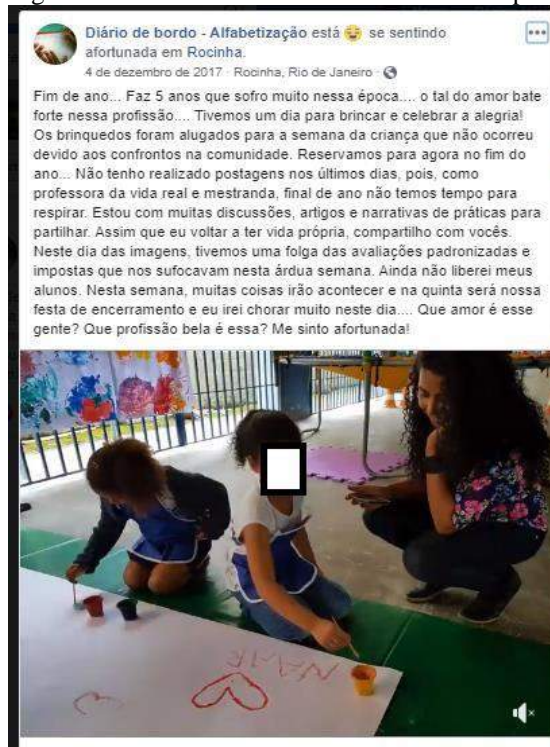 Diário de bordo - Alfabetização está se sentindo
afortunada em Rocinha.
4 de dezembro de 2017 · Rocinha, Rio de Janeiro ·
Fim de ano... Faz 5 anos que sofro muito nessa época.... o tal do amor bate
forte nessa profissão.... Tivemos um dia para brincar e celebrar a alegria!
Os brinquedos foram alugados para a semana da criança que não ocorreu
devido aos confrontos na comunidade. Reservamos para agora no fim do
ano... Não tenho realizado postagens nos últimos dias, pois, como
professora da vida real e mestranda, final de ano não temos tempo para
respirar. Estou com muitas discussões, artigos e narrativas de práticas para
partilhar. Assim que eu voltar a ter vida própria, compartilho com vocês.
Neste dia das imagens, tivemos uma folga das avaliações padronizadas e
impostas que nos sufocavam nesta árdua semana. Ainda não liberei meus
alunos. Nesta semana, muitas coisas irão acontecer e na quinta será nossa
festa de encerramento e eu irei chorar muito neste dia.... Que amor é esse
gente? Que profissão bela é essa? Me sinto afortunada!